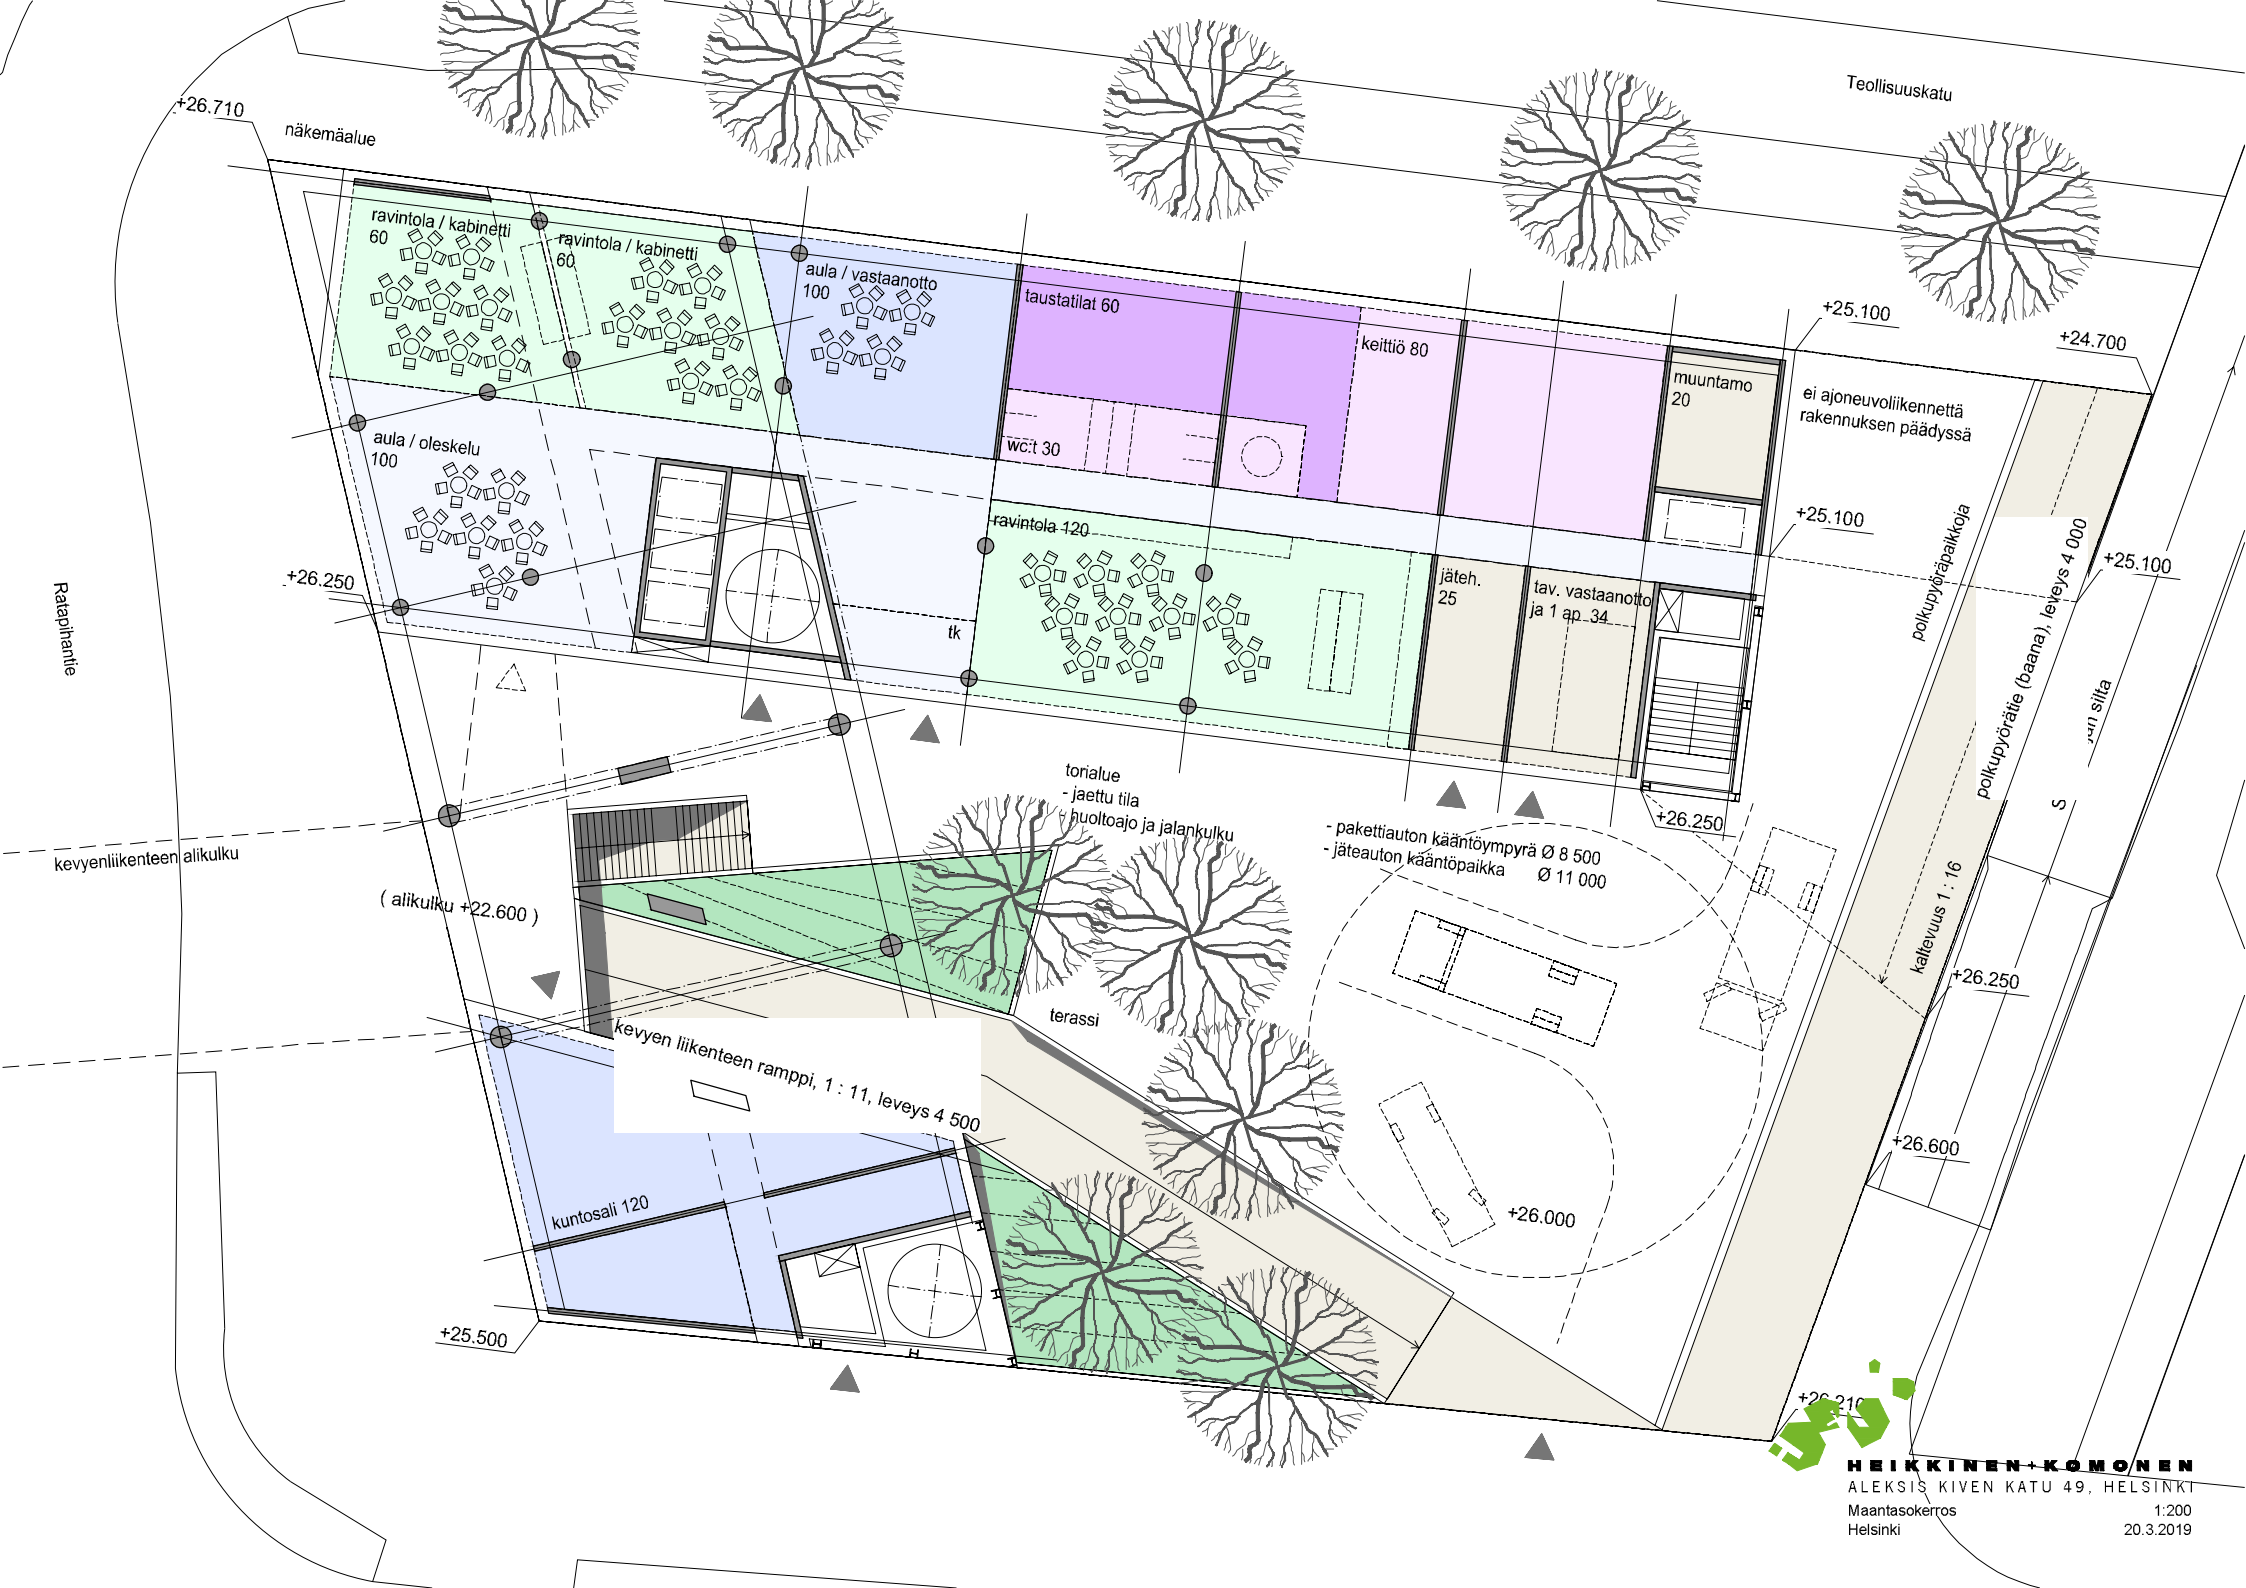 Teollisuuskatu
+26.710
näkemäalue
ravintola / kabinetti
60
ravintola / kabinetti
60
aula / vastaanotto
100
taustatilat 60
keittiö 80
+25.100
+24.700
muuntamo
20
ei ajoneuvoliikennettä
rakennuksen päädyssä
aula / oleskelu
100
wc:t 30
ravintola 120
+25.100
polkupyöräpaikkoja
polkupyörätie (baana), leveys 4 000
+25.100
+26.250
jäteh.
25
tav. vastaanotto
ja 1 ap 34
tk
Ratapihantie
torialue
- jaettu tila
- huoltoajo ja jalankulku
- pakettiauton kääntöympyrä Ø 8 500
- jäteauton kääntöpaikka Ø 11 000
+26.250
kevyenliikenteen alikulku
( alikulku +22.600 )
kaltevuus 1 : 16
+26.250
terassi
kevyen liikenteen ramppi, 1 : 11, leveys 4 500
+26.600
kuntosali 120
+26.000
+25.500
+26.210
HEIKKINEN+KOMONEN
ALEKSIS KIVEN KATU 49, HELSINKI
Maantasokerros 1:200
Helsinki 20.3.2019